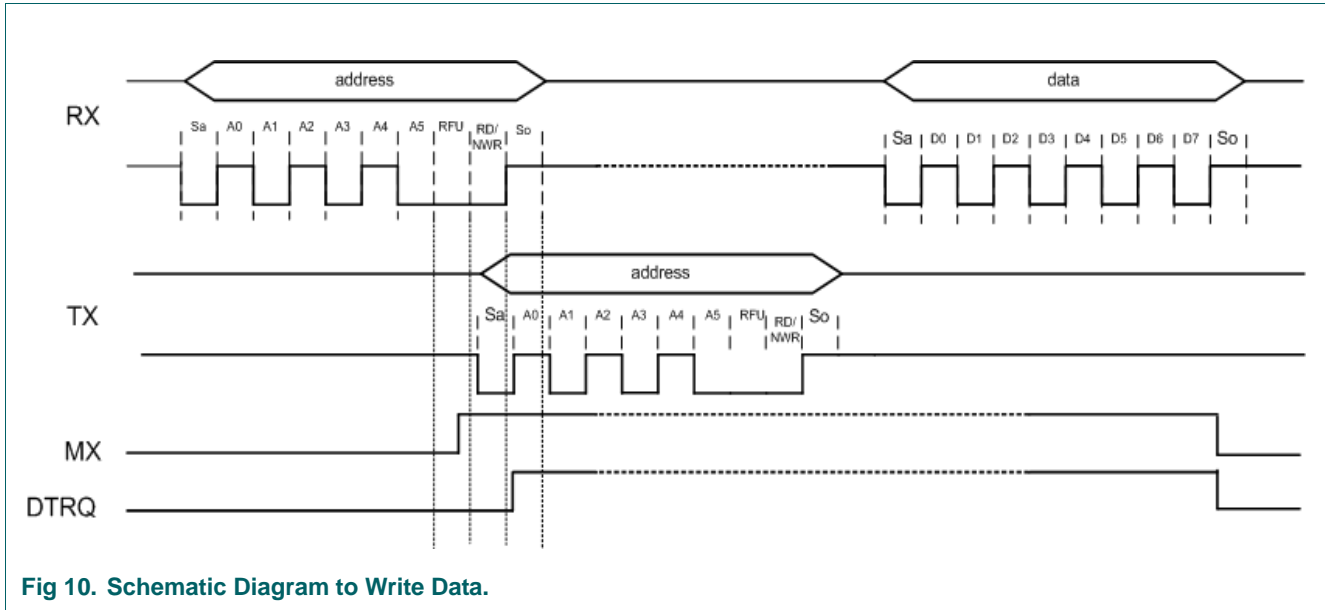 address
data
RX
Sa A0 A1 A2 A3 A4 A5 RFU RD/ NWR So
Sa D0 D1 D2 D3 D4 D5 D6 D7 So
address
TX
Sa A0 A1 A2 A3 A4 A5 RFU RD/ NWR So
MX
DTRQ
Fig 10. Schematic Diagram to Write Data.